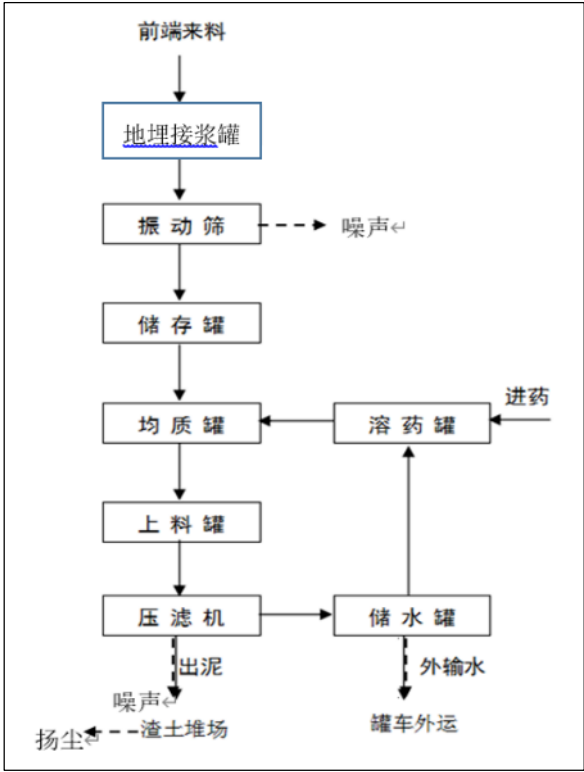 前端来料
地埋接浆罐
振动筛
噪声
储存罐
进药
均质罐
溶药罐
上料罐
压滤机
储水罐
出泥
外输水
噪声
扬尘
渣土堆场
罐车外运